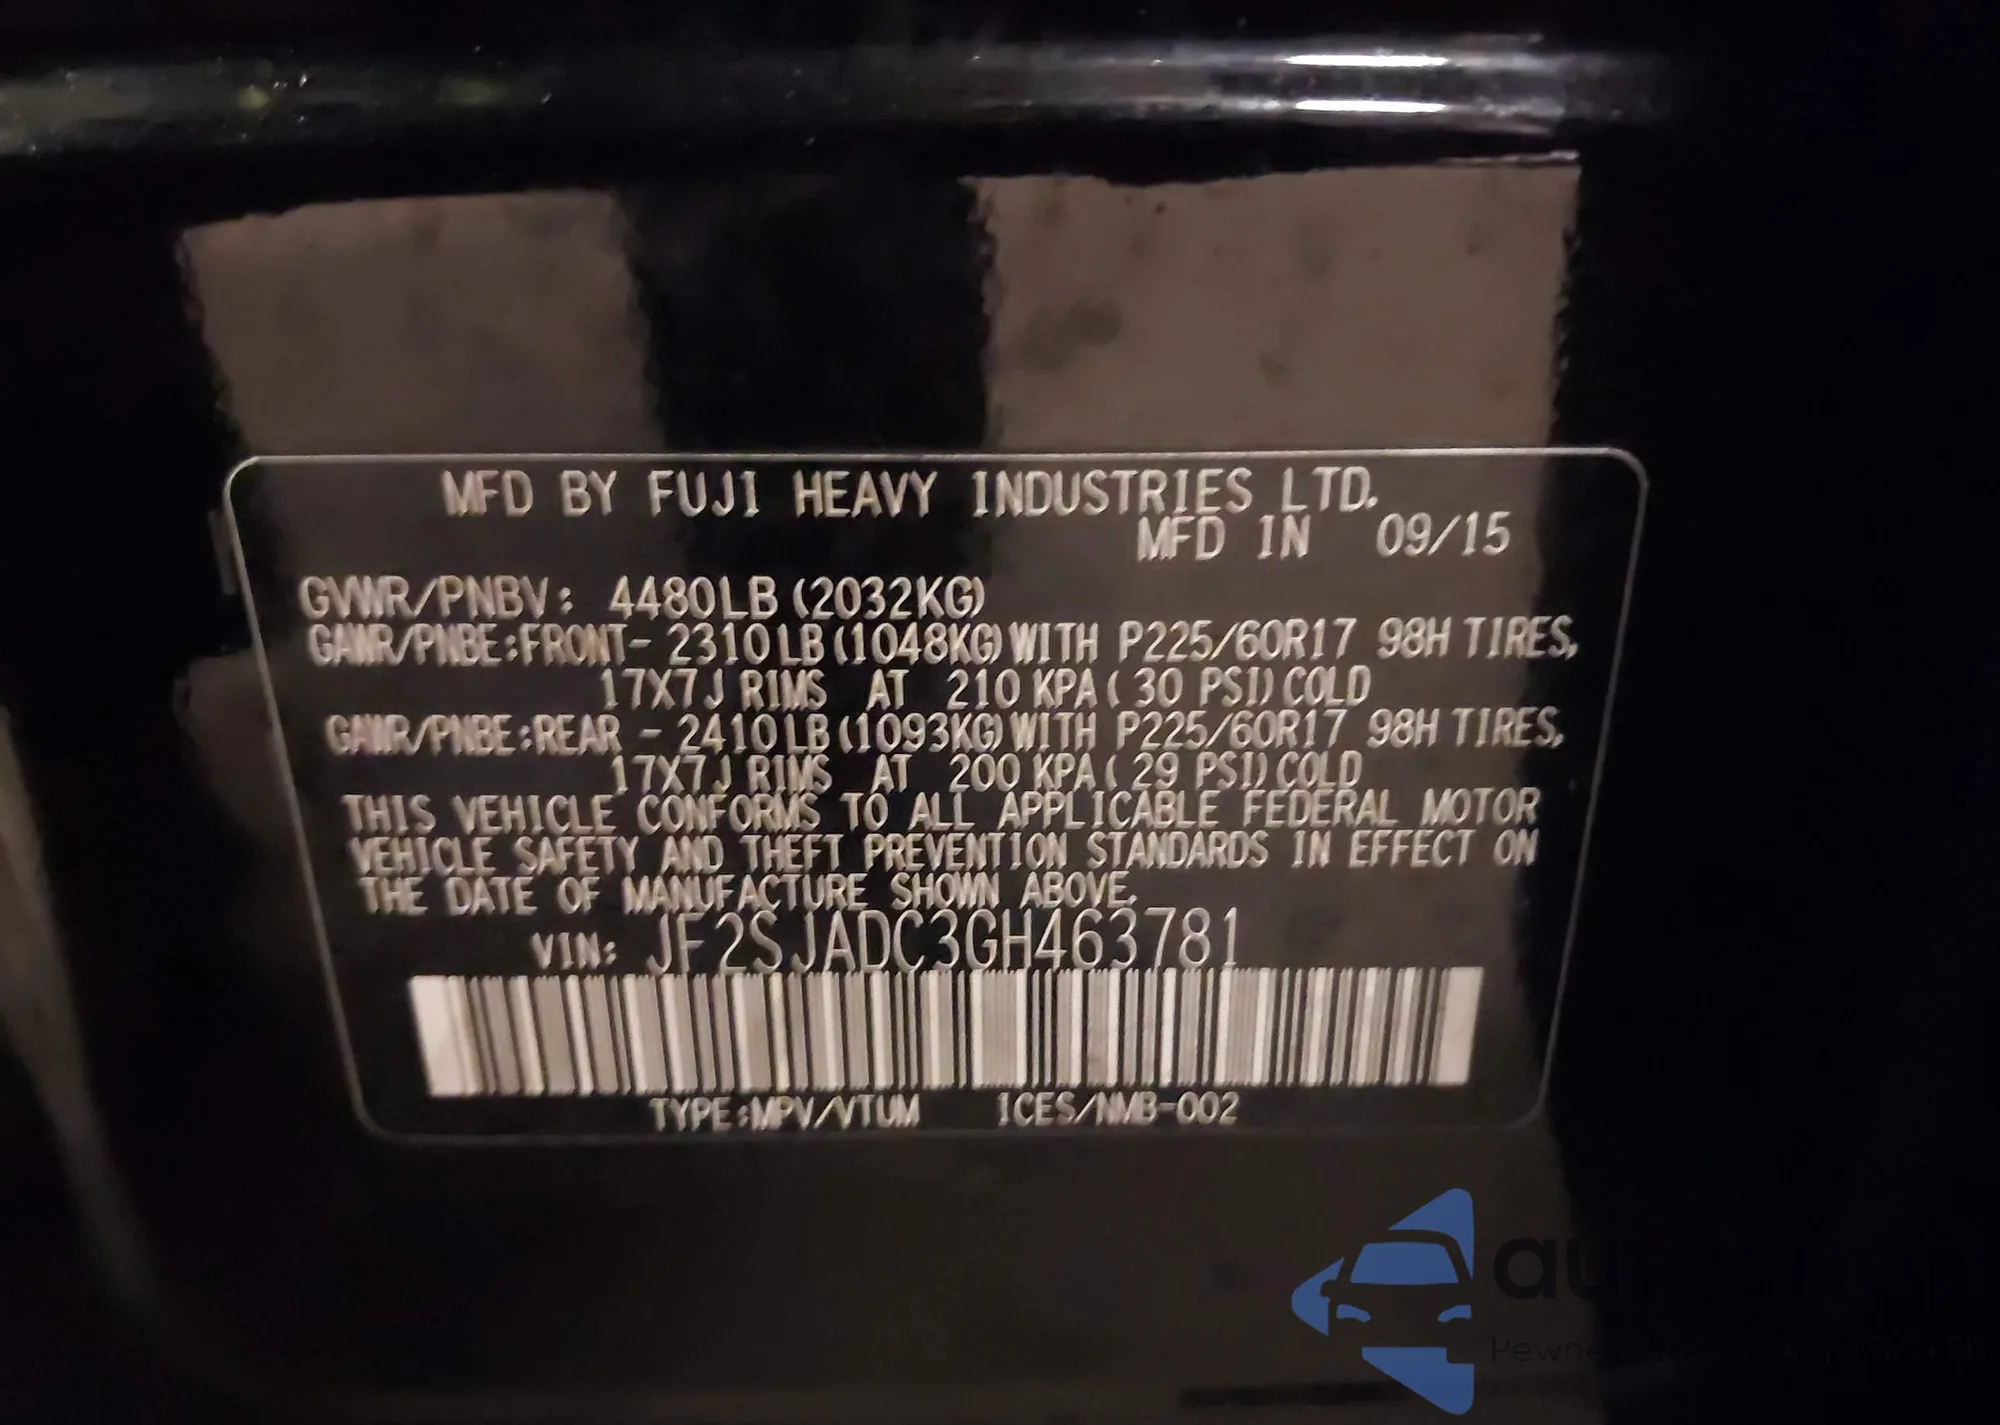 MFD BY FUJI HEAVY INDUSTRIES LTD.
MFD IN 09/15
GVWR/PNBV: 4480LB (2032KG)
GAWR/PNBE:FRONT- 2310LB (1048KG) WITH P225/60R17 98H TIRES,
17X7J RIMS AT 210 KPA ( 30 PSI) COLD
GAWR/PNBE:REAR - 2410LB (1093KG) WITH P225/60R17 98H TIRES,
17X7J RIMS AT 200 KPA ( 29 PSI) COLD
THIS VEHICLE CONFORMS TO ALL APPLICABLE FEDERAL MOTOR
VEHICLE SAFETY AND THEFT PREVENTION STANDARDS IN EFFECT ON
THE DATE OF MANUFACTURE SHOWN ABOVE.
VIN: JF2SJADC3GH463781
TYPE:MPV/VTUM ICES/NMB-002